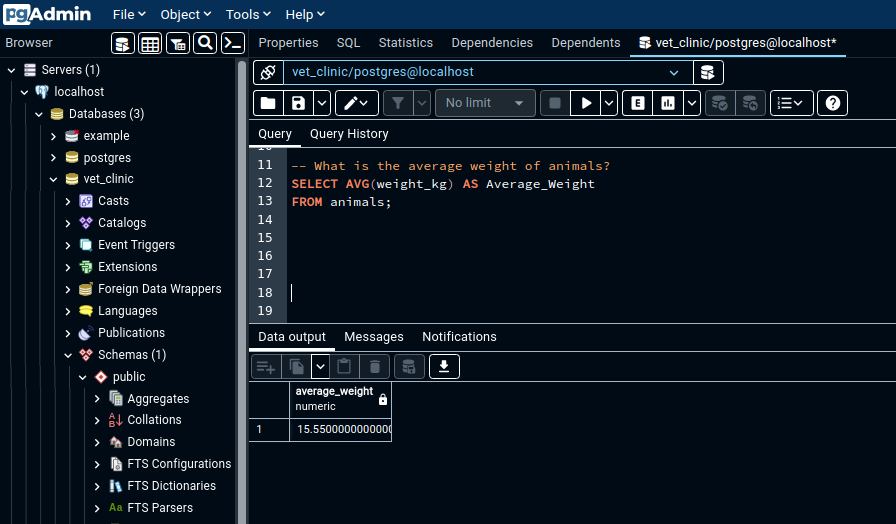 pgAdmin File Object Tools Help
Browser Properties SQL Statistics Dependencies Dependents vet_clinic/postgres@localhost*
Servers (1)
localhost
Databases (3)
example
postgres
vet_clinic
Casts
Catalogs
Event Triggers
Extensions
Foreign Data Wrappers
Languages
Publications
Schemas (1)
public
Aggregates
Collations
Domains
FTS Configurations
FTS Dictionaries
Aa FTS Parsers
vet_clinic/postgres@localhost
No limit E
Query Query History
10
11 -- What is the average weight of animals?
12 SELECT AVG(weight_kg) AS Average_Weight
13 FROM animals;
14
15
16
17
18
19
Data output Messages Notifications
average_weight
numeric
1 15.5500000000000